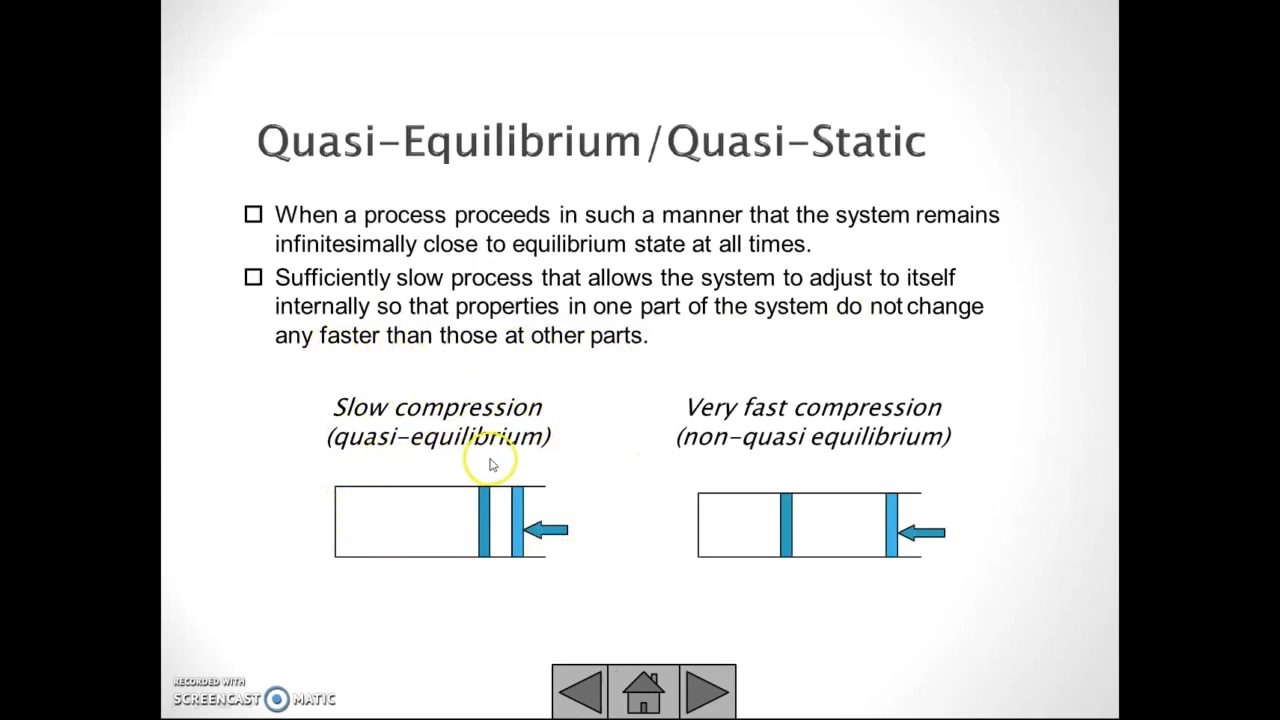 Quasi-Equilibrium/Quasi-Static
When a process proceeds in such a manner that the system remains
infinitesimally close to equilibrium state at all times.
Sufficiently slow process that allows the system to adjust to itself
internally so that properties in one part of the system do not change
any faster than those at other parts.
Slow compression
(quasi-equilibrium)
Very fast compression
(non-quasi equilibrium)
RECORDED WITH
SCREENCAST MATIC